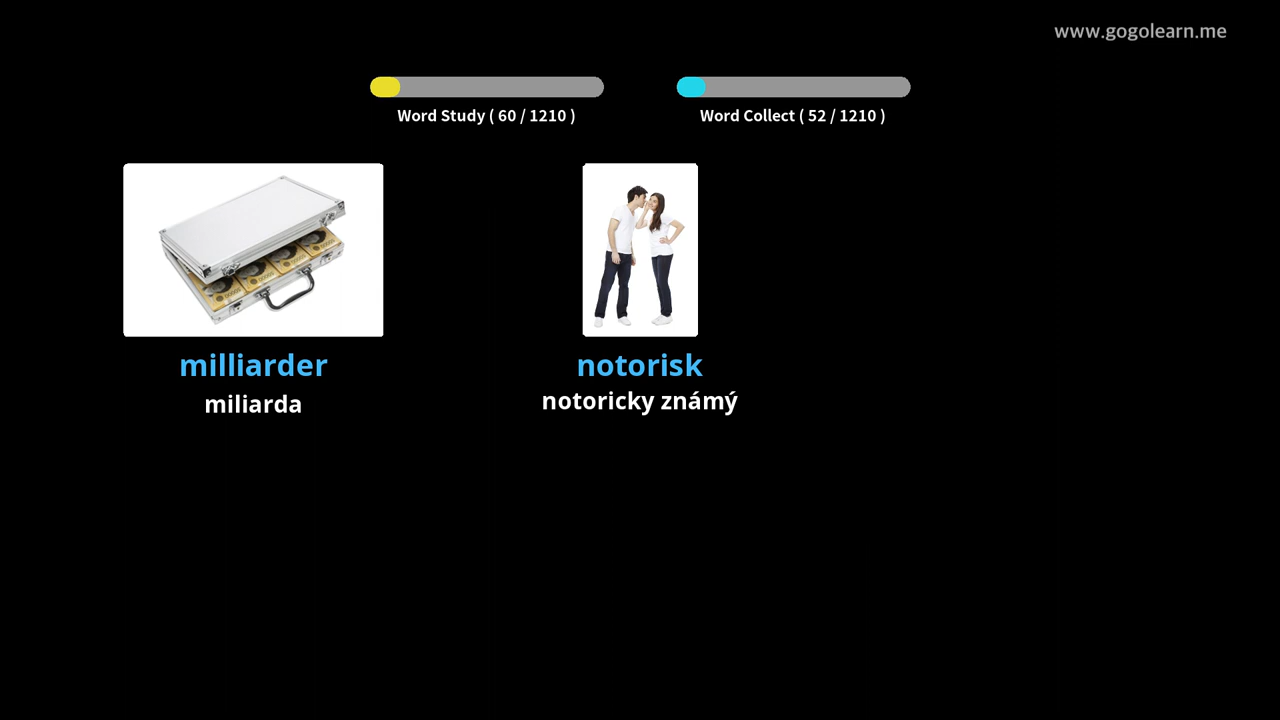 www.gogolearn.me
Word Study ( 60 / 1210 )
Word Collect ( 52 / 1210 )
milliarder
miliarda
notorisk
notoricky známý